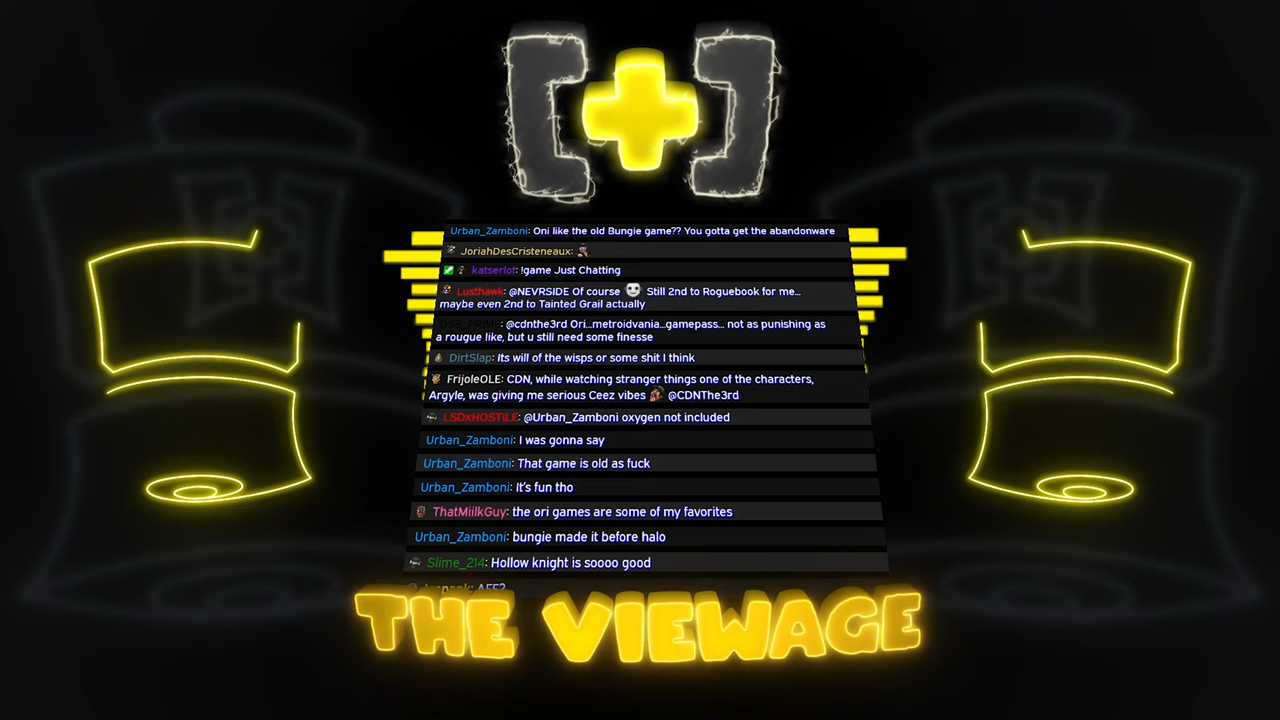 Urban_Zamboni: Oni like the old Bungie game?? You gotta get the abandonware
JoriahDesCristeneaux:
katserlol: !game Just Chatting
Lusthawk: @NEVRSIDE Of course Still 2nd to Roguebook for me...
maybe even 2nd to Tainted Grail actually
: @cdnthe3rd Ori...metroidvania...gamepass... not as punishing as
a rougue like, but u still need some finesse
DirtSlap: Its will of the wisps or some shit I think
FrijoleOLE: CDN, while watching stranger things one of the characters,
Argyle, was giving me serious Ceez vibes @CDNThe3rd
LSDxHOSTILE: @Urban_Zamboni oxygen not included
Urban_Zamboni: I was gonna say
Urban_Zamboni: That game is old as fuck
Urban_Zamboni: It's fun tho
ThatMiilkGuy: the ori games are some of my favorites
Urban_Zamboni: bungie made it before halo
Slime_214: Hollow knight is soooo good
THE VIEWAGE